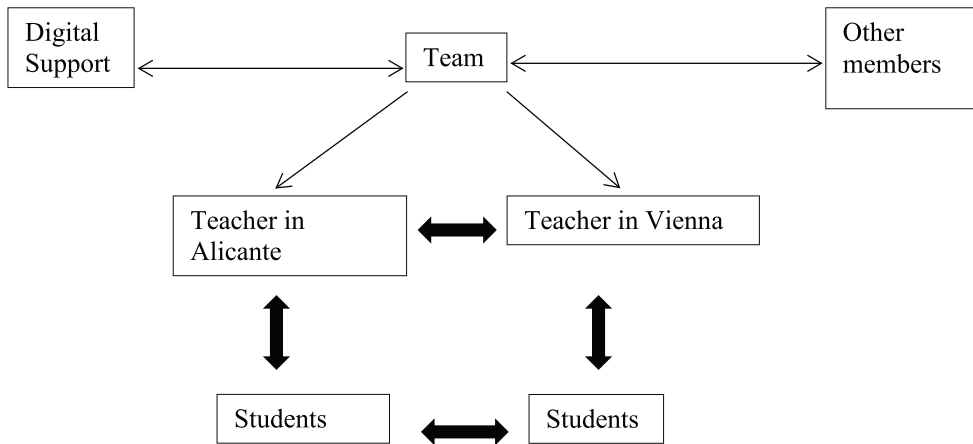 Digital
Support
Team
Other
members
Teacher in
Alicante
Teacher in Vienna
Students
Students